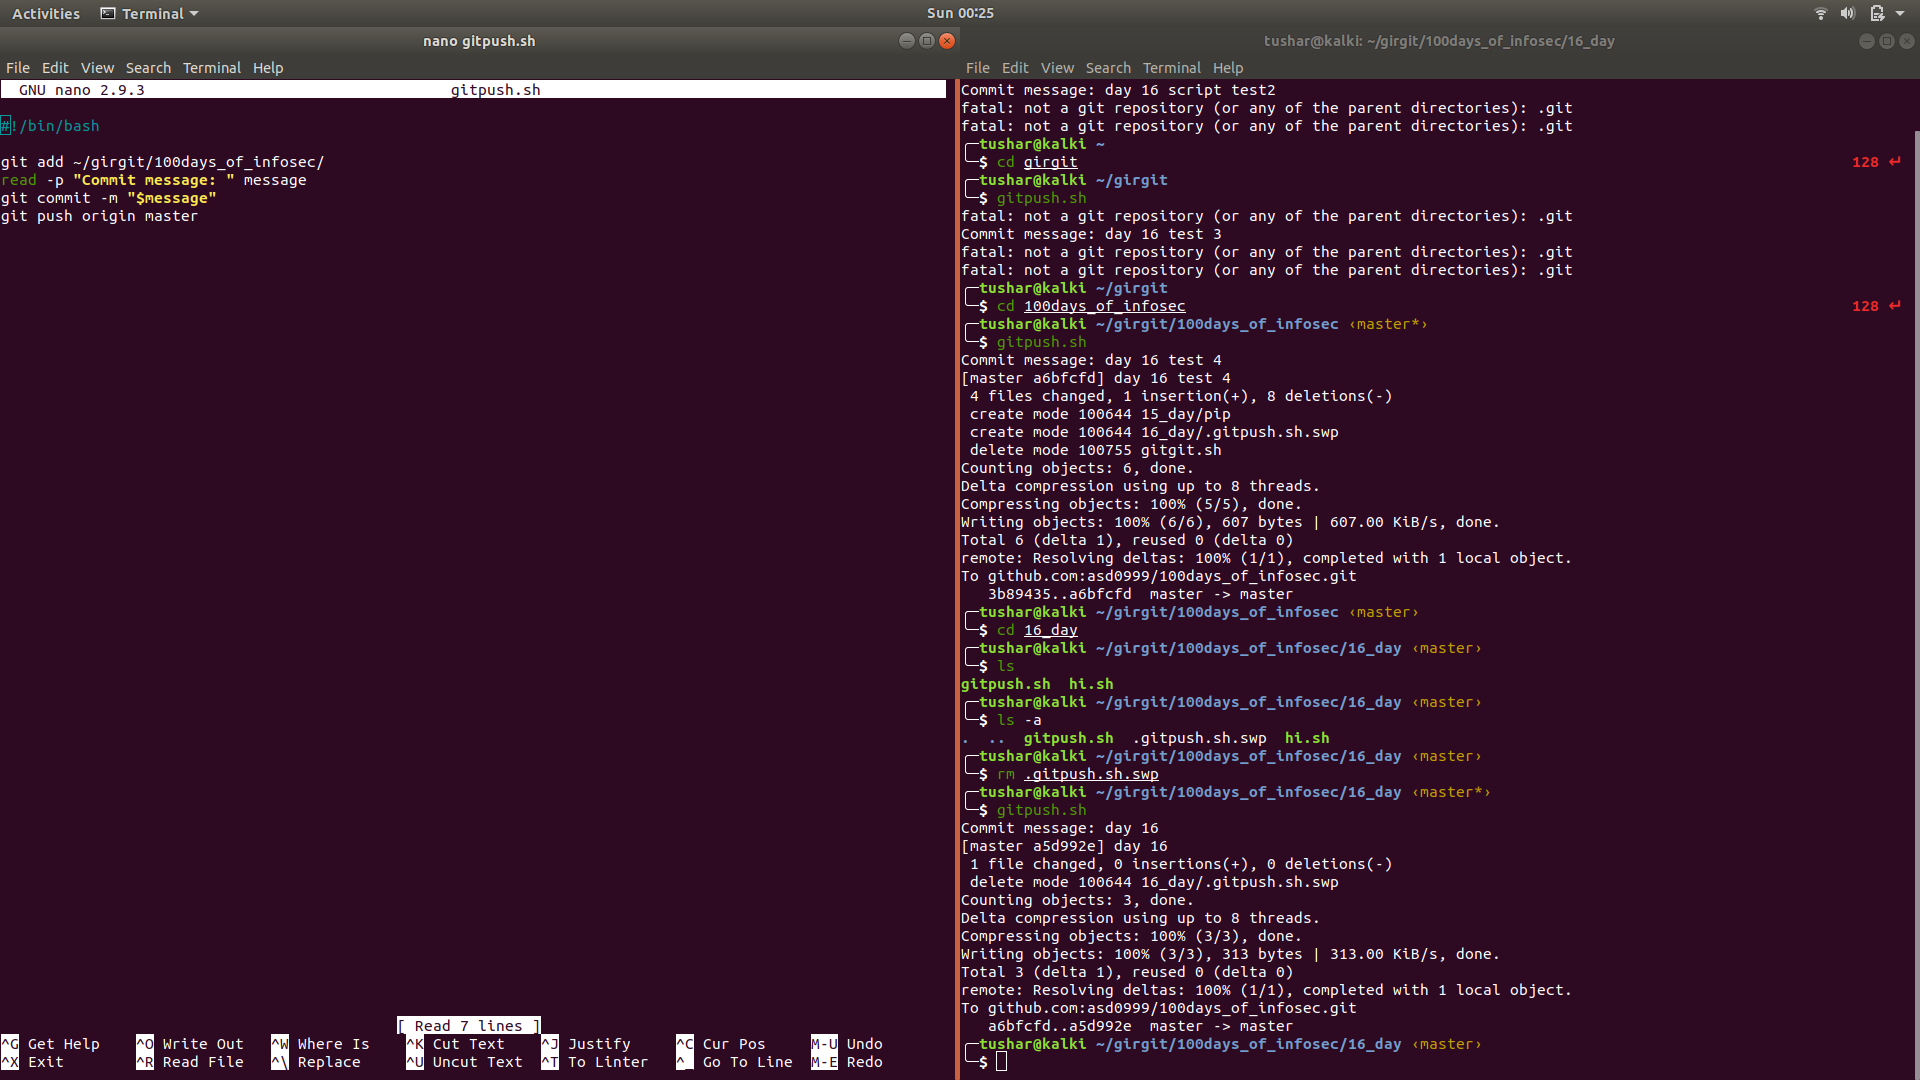 Activities Terminal Sun 00:25
nano gitpush.sh
File Edit View Search Terminal Help
GNU nano 2.9.3 gitpush.sh
#!/bin/bash
git add ~/girgit/100days_of_infosec/
read -p "Commit message: " message
git commit -m "$message"
git push origin master
[ Read 7 lines ]
^G Get Help ^O Write Out ^W Where Is ^K Cut Text ^J Justify ^C Cur Pos M-U Undo
^X Exit ^R Read File ^\ Replace ^U Uncut Text ^T To Linter ^_ Go To Line M-E Redo
tushar@kalki: ~/girgit/100days_of_infosec/16_day
File Edit View Search Terminal Help
Commit message: day 16 script test2
fatal: not a git repository (or any of the parent directories): .git
fatal: not a git repository (or any of the parent directories): .git
tushar@kalki ~
$ cd girgit 128 ↵
tushar@kalki ~/girgit
$ gitpush.sh
fatal: not a git repository (or any of the parent directories): .git
Commit message: day 16 test 3
fatal: not a git repository (or any of the parent directories): .git
fatal: not a git repository (or any of the parent directories): .git
tushar@kalki ~/girgit
$ cd 100days_of_infosec 128 ↵
tushar@kalki ~/girgit/100days_of_infosec ‹master*›
$ gitpush.sh
Commit message: day 16 test 4
[master a6bfcfd] day 16 test 4
4 files changed, 1 insertion(+), 8 deletions(-)
create mode 100644 15_day/pip
create mode 100644 16_day/.gitpush.sh.swp
delete mode 100755 gitgit.sh
Counting objects: 6, done.
Delta compression using up to 8 threads.
Compressing objects: 100% (5/5), done.
Writing objects: 100% (6/6), 607 bytes | 607.00 KiB/s, done.
Total 6 (delta 1), reused 0 (delta 0)
remote: Resolving deltas: 100% (1/1), completed with 1 local object.
To github.com:asd0999/100days_of_infosec.git
3b89435..a6bfcfd master -> master
tushar@kalki ~/girgit/100days_of_infosec ‹master›
$ cd 16_day
tushar@kalki ~/girgit/100days_of_infosec/16_day ‹master›
$ ls
gitpush.sh hi.sh
tushar@kalki ~/girgit/100days_of_infosec/16_day ‹master›
$ ls -a
. .. gitpush.sh .gitpush.sh.swp hi.sh
tushar@kalki ~/girgit/100days_of_infosec/16_day ‹master›
$ rm .gitpush.sh.swp
tushar@kalki ~/girgit/100days_of_infosec/16_day ‹master*›
$ gitpush.sh
Commit message: day 16
[master a5d992e] day 16
1 file changed, 0 insertions(+), 0 deletions(-)
delete mode 100644 16_day/.gitpush.sh.swp
Counting objects: 3, done.
Delta compression using up to 8 threads.
Compressing objects: 100% (3/3), done.
Writing objects: 100% (3/3), 313 bytes | 313.00 KiB/s, done.
Total 3 (delta 1), reused 0 (delta 0)
remote: Resolving deltas: 100% (1/1), completed with 1 local object.
To github.com:asd0999/100days_of_infosec.git
a6bfcfd..a5d992e master -> master
tushar@kalki ~/girgit/100days_of_infosec/16_day ‹master›
$